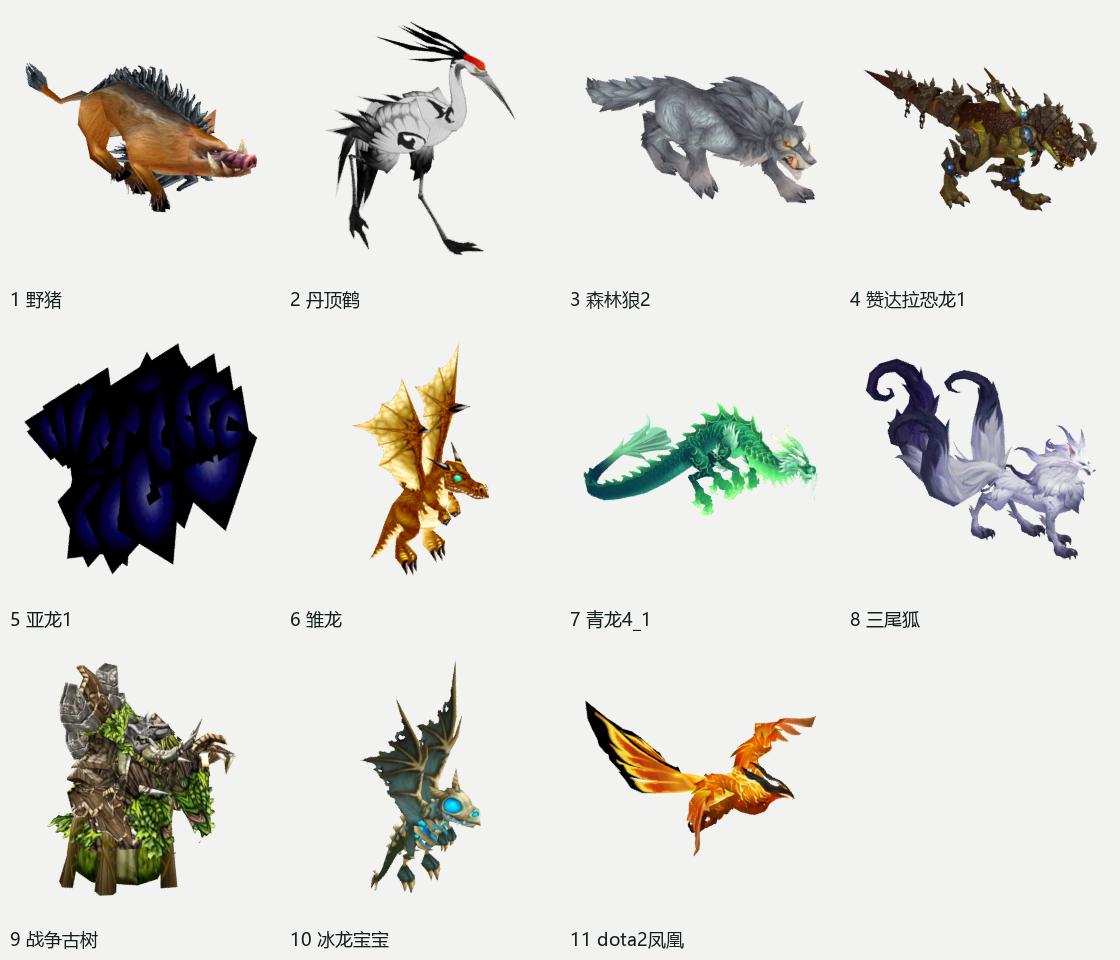 1 野猪
2 丹顶鹤
3 森林狼2
4 赞达拉恐龙1
5 亚龙1
6 雏龙
7 青龙4_1
8 三尾狐
9 战争古树
10 冰龙宝宝
11 dota2凤凰